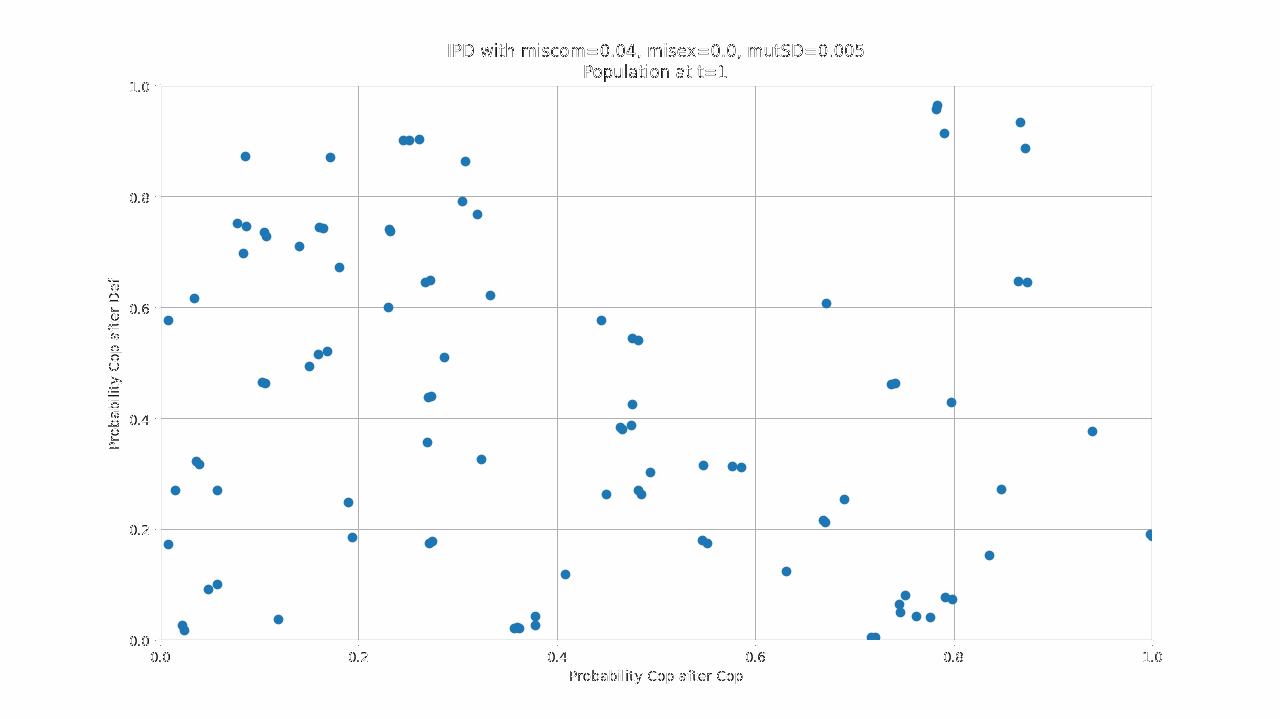 IPD with miscom=0.04, misex=0.0, mutSD=0.005
Population at t=1
1.0
0.8
0.6
0.4
0.2
0.0
Probability Cop after Def
0.0 0.2 0.4 0.6 0.8 1.0
Probability Cop after Cop